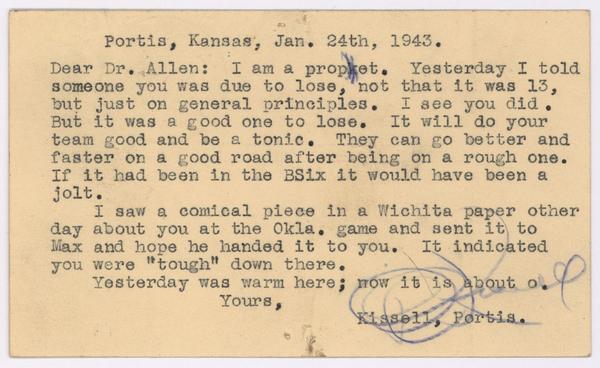 Portis, Kansas, Jan. 24th, 1943.
Dear Dr. Allen: I am a prophet. Yesterday I told
someone you was due to lose, not that it was 13,
but just on general principles. I see you did .
But it was a good one to lose. It will do your
team good and be a tonic. They can go better and
faster on a good road after being on a rough one.
If it had been in the BSix it would have been a
jolt.
I saw a comical piece in a Wichita paper other
day about you at the Okla. game and sent it to
Max and hope he handed it to you. It indicated
you were "tough" down there.
Yesterday was warm here; now it is about o.
Yours,
Kissell, Portis.